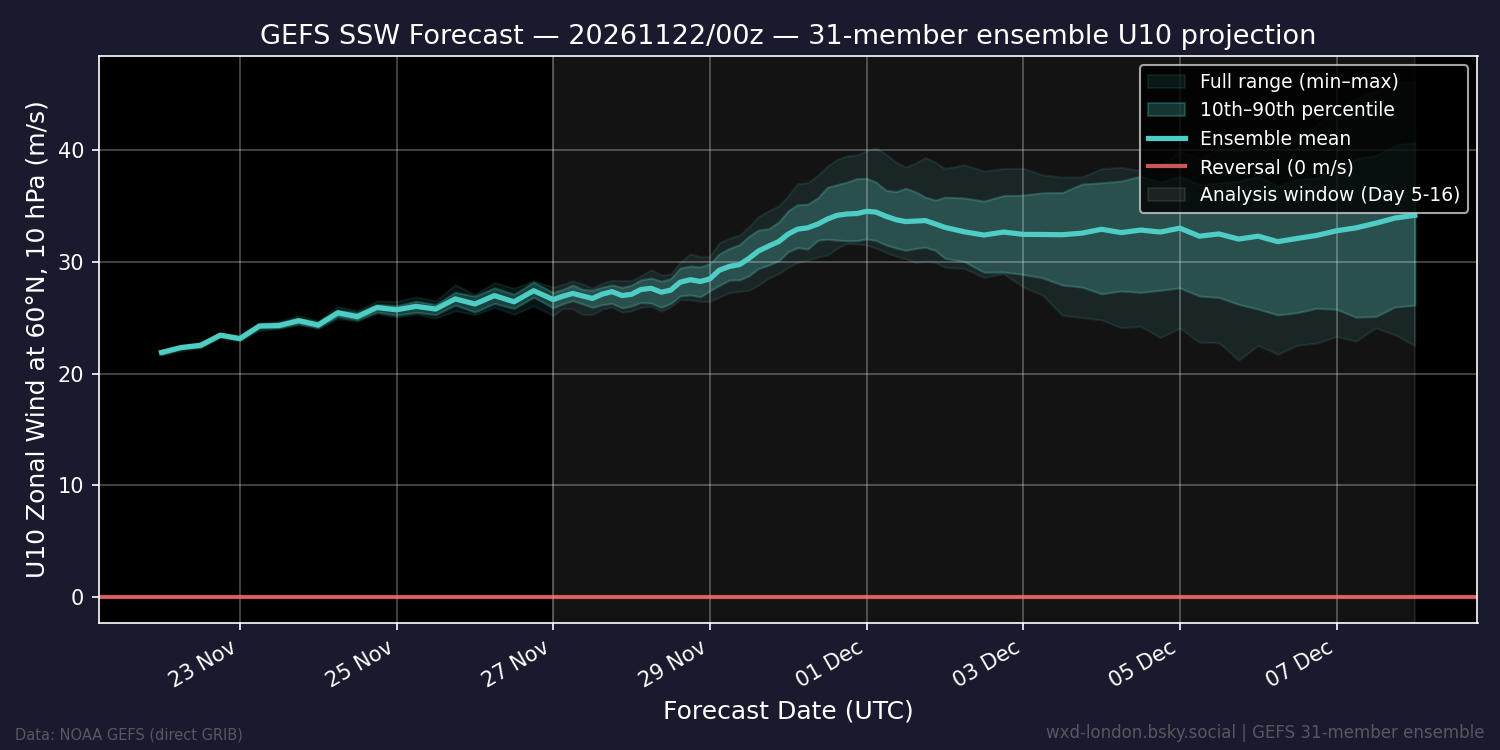 GEFS SSW Forecast — 20261122/00z — 31-member ensemble U10 projection
U10 Zonal Wind at 60°N, 10 hPa (m/s)
40
30
20
10
0
Full range (min–max)
10th–90th percentile
Ensemble mean
Reversal (0 m/s)
Analysis window (Day 5-16)
23 Nov
25 Nov
27 Nov
29 Nov
01 Dec
03 Dec
05 Dec
07 Dec
Forecast Date (UTC)
Data: NOAA GEFS (direct GRIB)
wxd-london.bsky.social | GEFS 31-member ensemble